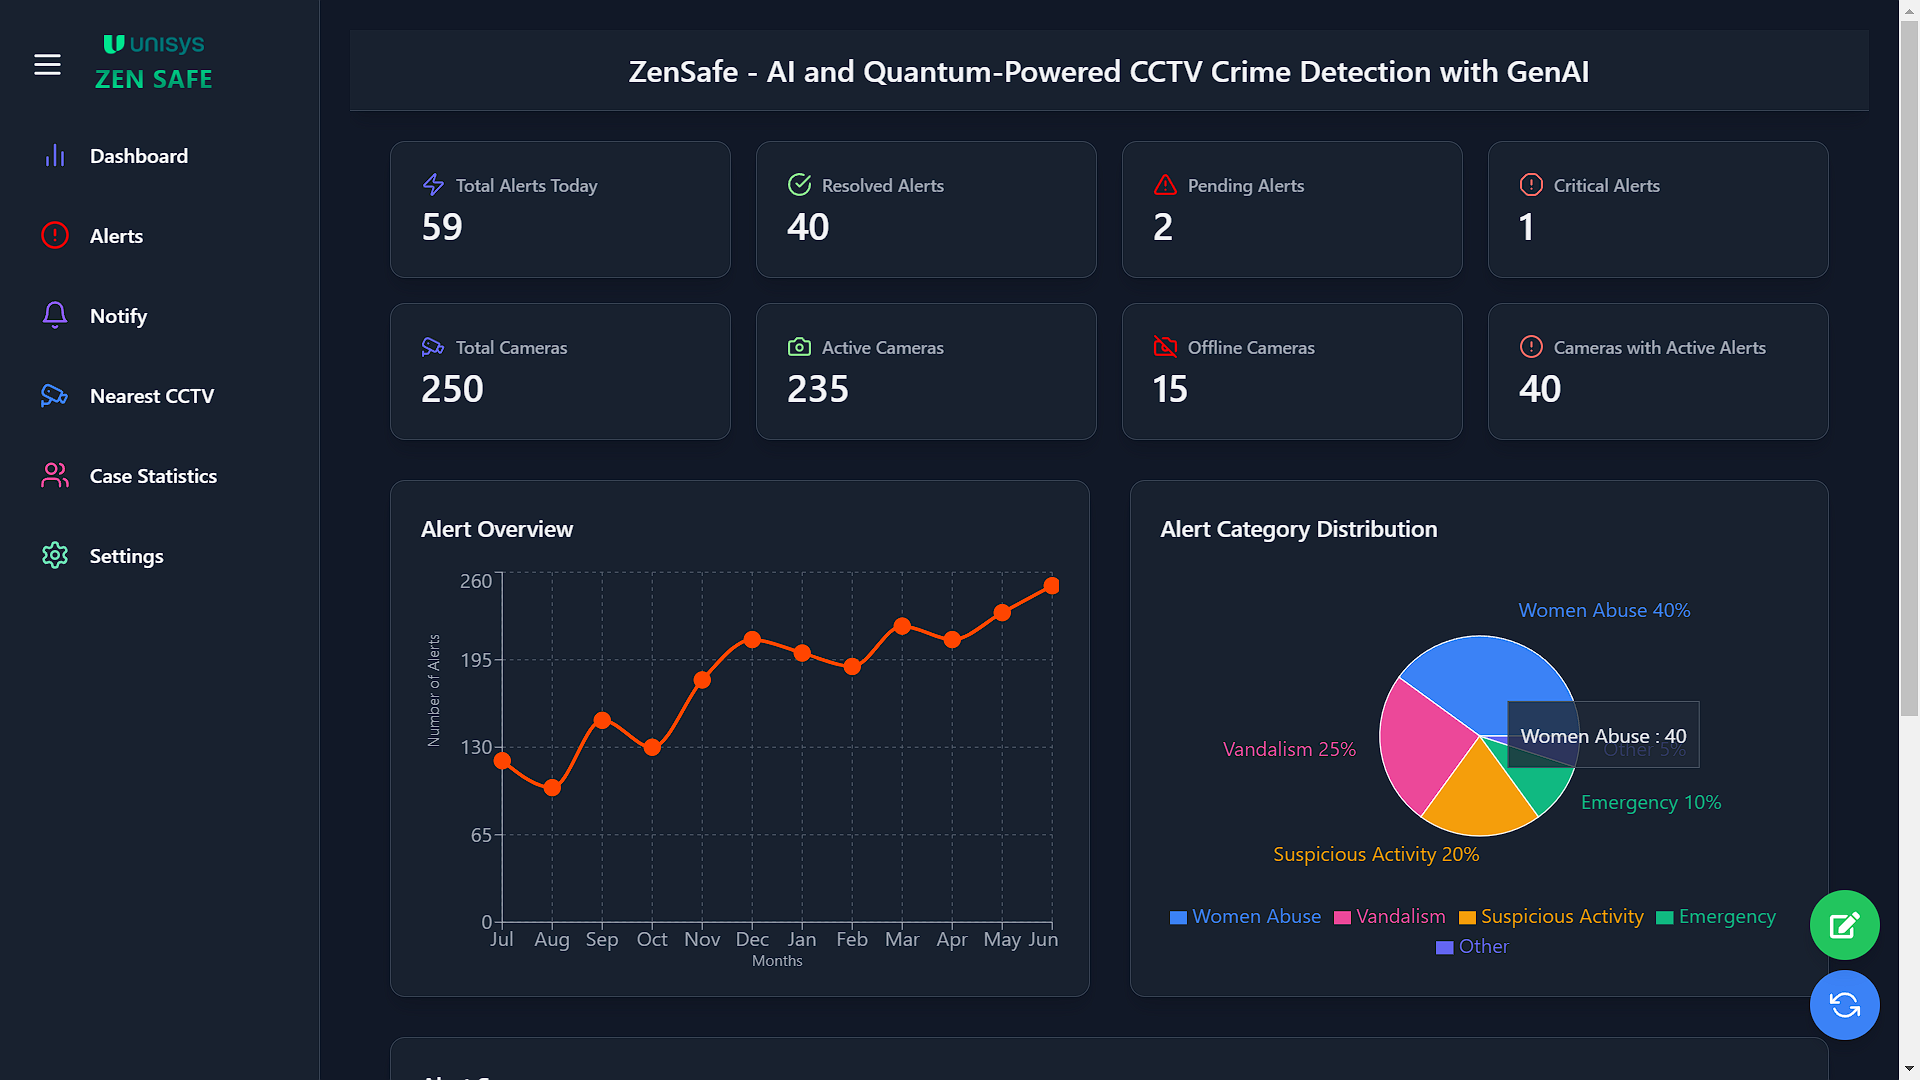 unisys
ZEN SAFE
Dashboard
Alerts
Notify
Nearest CCTV
Case Statistics
Settings
ZenSafe - AI and Quantum-Powered CCTV Crime Detection with GenAI
Total Alerts Today
59
Resolved Alerts
40
Pending Alerts
2
Critical Alerts
1
Total Cameras
250
Active Cameras
235
Offline Cameras
15
Cameras with Active Alerts
40
Alert Overview
260
195
130
65
0
Number of Alerts
Jul Aug Sep Oct Nov Dec Jan Feb Mar Apr May Jun
Months
Alert Category Distribution
Women Abuse 40%
Vandalism 25%
Women Abuse : 40
Other 5%
Emergency 10%
Suspicious Activity 20%
Women Abuse Vandalism Suspicious Activity Emergency
Other